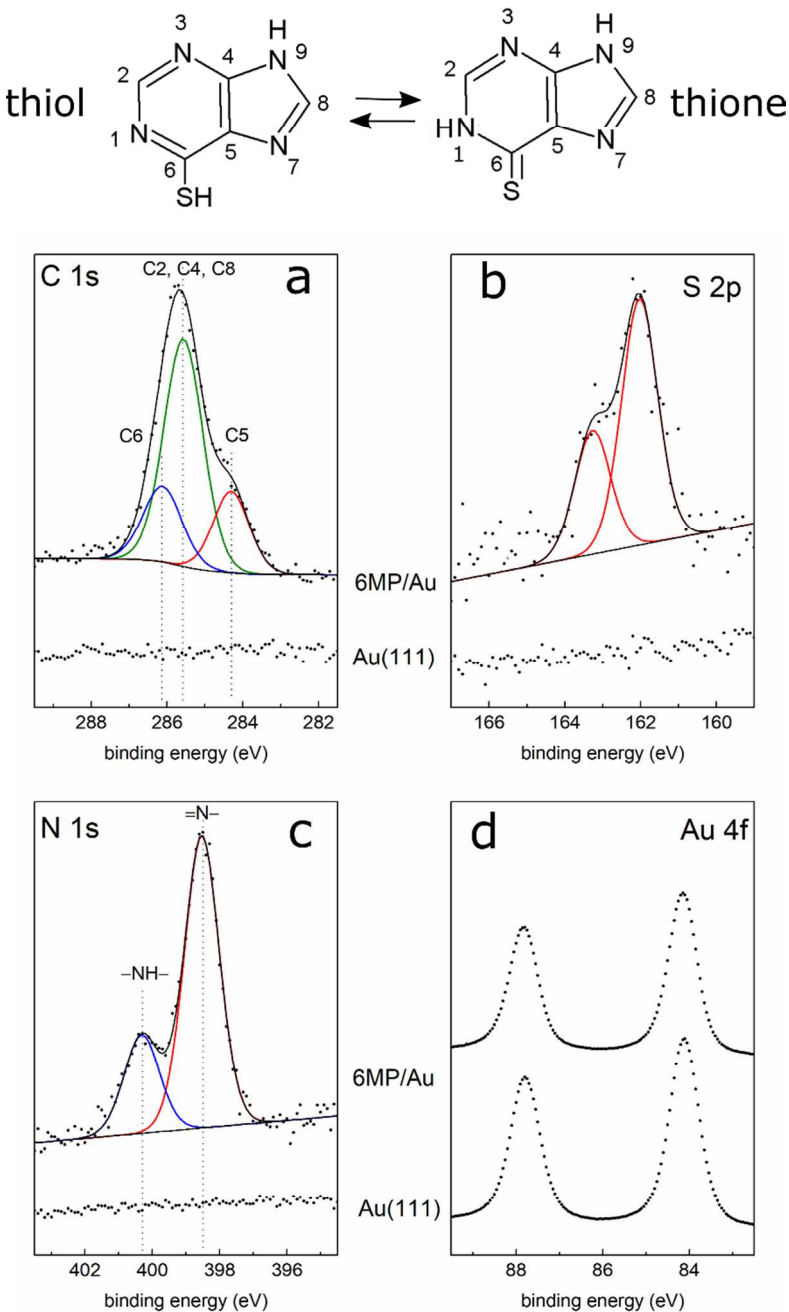 thiol
N
3
4
2
H
N
9
8
N
1
5
N
7
6
SH
thione
N
3
4
2
H
N
9
8
HN
1
5
N
7
6
S
C 1s
C2, C4, C8
a
C6
C5
288 286 284 282
binding energy (eV)
b
S 2p
166 164 162 160
binding energy (eV)
6MP/Au
Au(111)
N 1s
=N–
c
–NH–
402 400 398 396
binding energy (eV)
d
Au 4f
88 86 84
binding energy (eV)
6MP/Au
Au(111)